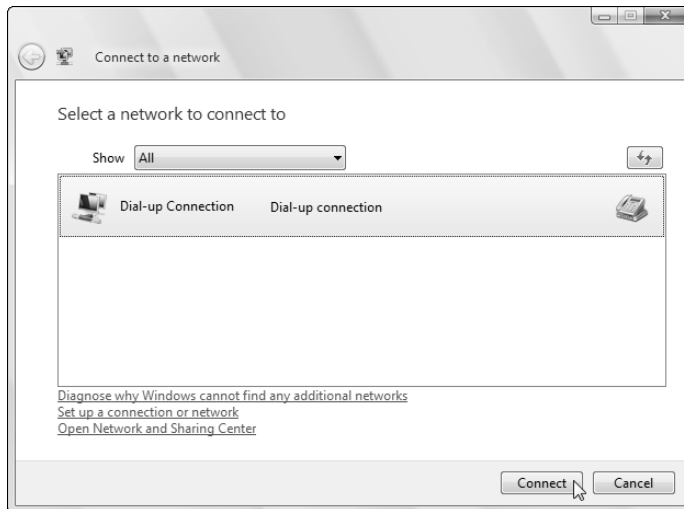 Connect to a network
Select a network to connect to
Show All
Dial-up Connection Dial-up connection
Diagnose why Windows cannot find any additional networks
Set up a connection or network
Open Network and Sharing Center
Connect Cancel